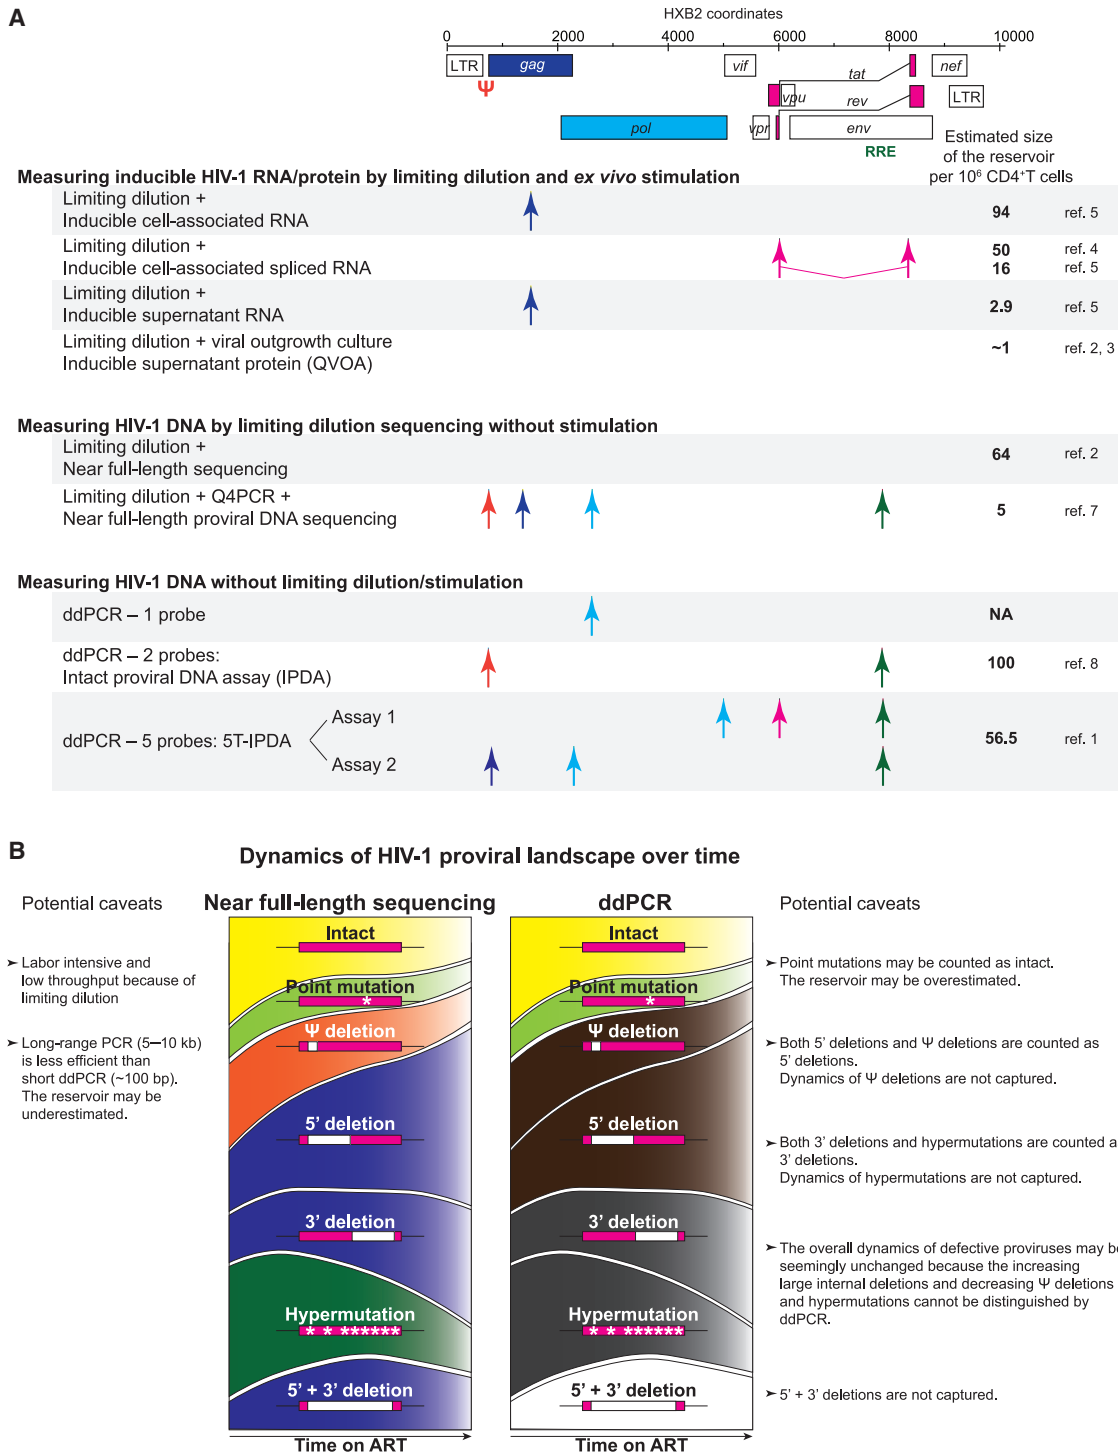 A
HXB2 coordinates
0 2000 4000 6000 8000 10000
LTR gag vif tat nef
Ψ vpu rev LTR
pol vpr env
RRE
Estimated size
of the reservoir
per 10⁶ CD4⁺T cells
Measuring inducible HIV-1 RNA/protein by limiting dilution and ex vivo stimulation
Limiting dilution +
Inducible cell-associated RNA
94 ref. 5
Limiting dilution +
Inducible cell-associated spliced RNA
50 ref. 4
16 ref. 5
Limiting dilution +
Inducible supernatant RNA
2.9 ref. 5
Limiting dilution + viral outgrowth culture
Inducible supernatant protein (QVOA)
~1 ref. 2, 3
Measuring HIV-1 DNA by limiting dilution sequencing without stimulation
Limiting dilution +
Near full-length sequencing
64 ref. 2
Limiting dilution + Q4PCR +
Near full-length proviral DNA sequencing
5 ref. 7
Measuring HIV-1 DNA without limiting dilution/stimulation
ddPCR – 1 probe
NA
ddPCR – 2 probes:
Intact proviral DNA assay (IPDA)
100 ref. 8
ddPCR – 5 probes: 5T-IPDA
Assay 1
Assay 2
56.5 ref. 1
B
Dynamics of HIV-1 proviral landscape over time
Potential caveats
➤ Labor intensive and
low throughput because of
limiting dilution
➤ Long-range PCR (5–10 kb)
is less efficient than
short ddPCR (~100 bp).
The reservoir may be
underestimated.
Near full-length sequencing
Intact
Point mutation
*
Ψ deletion
5' deletion
3' deletion
Hypermutation
* * ******
5' + 3' deletion
Time on ART
ddPCR
Intact
Point mutation
*
Ψ deletion
5' deletion
3' deletion
Hypermutation
* * ******
5' + 3' deletion
Time on ART
Potential caveats
➤ Point mutations may be counted as intact.
The reservoir may be overestimated.
➤ Both 5' deletions and Ψ deletions are counted as
5' deletions.
Dynamics of Ψ deletions are not captured.
➤ Both 3' deletions and hypermutations are counted a
3' deletions.
Dynamics of hypermutations are not captured.
➤ The overall dynamics of defective proviruses may be
seemingly unchanged because the increasing
large internal deletions and decreasing Ψ deletions
and hypermutations cannot be distinguished by
ddPCR.
➤ 5' + 3' deletions are not captured.